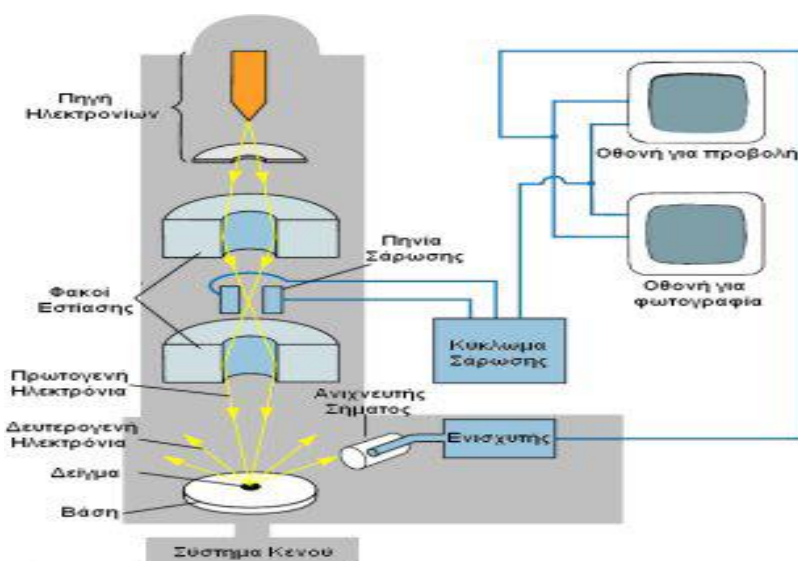 Πηγή
Ηλεκτρονίων
Οθονή για προβολή
Πηνία
Σάρωσης
Φακοί
Εστίασης
Οθονή για
φωτογραφία
Κύκλωμα
Σάρωσης
Πρωτογενή
Ηλεκτρόνια
Ανιχνευτής
Σήματος
Δευτερογενή
Ηλεκτρόνια
Ενισχυτής
Δείγμα
Βάση
Σύστημα Κενού